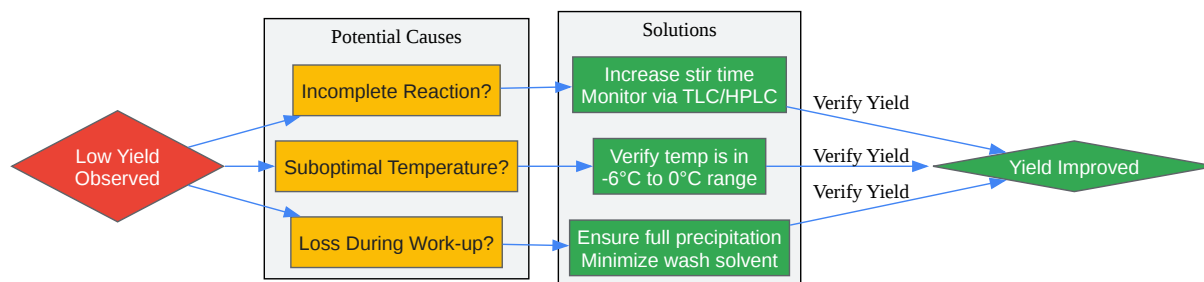 Low Yield
Observed
Potential Causes
Incomplete Reaction?
Suboptimal Temperature?
Loss During Work-up?
Solutions
Increase stir time
Monitor via TLC/HPLC
Verify temp is in
-6°C to 0°C range
Ensure full precipitation
Minimize wash solvent
Verify Yield
Verify Yield
Verify Yield
Yield Improved